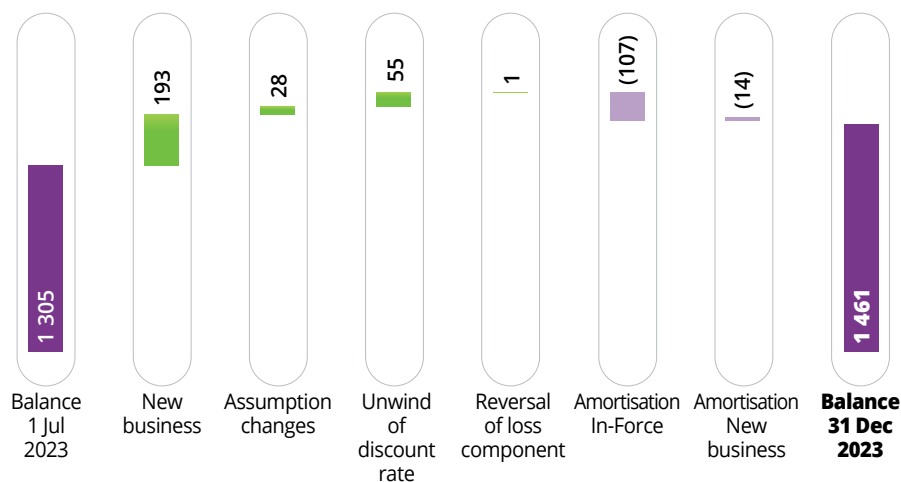 1 305
193
28
55
1
(107)
(14)
1 461
Balance
1 Jul
2023
New
business
Assumption
changes
Unwind
of
discount
rate
Reversal
of loss
component
Amortisation
In-Force
Amortisation
New
business
Balance
31 Dec
2023